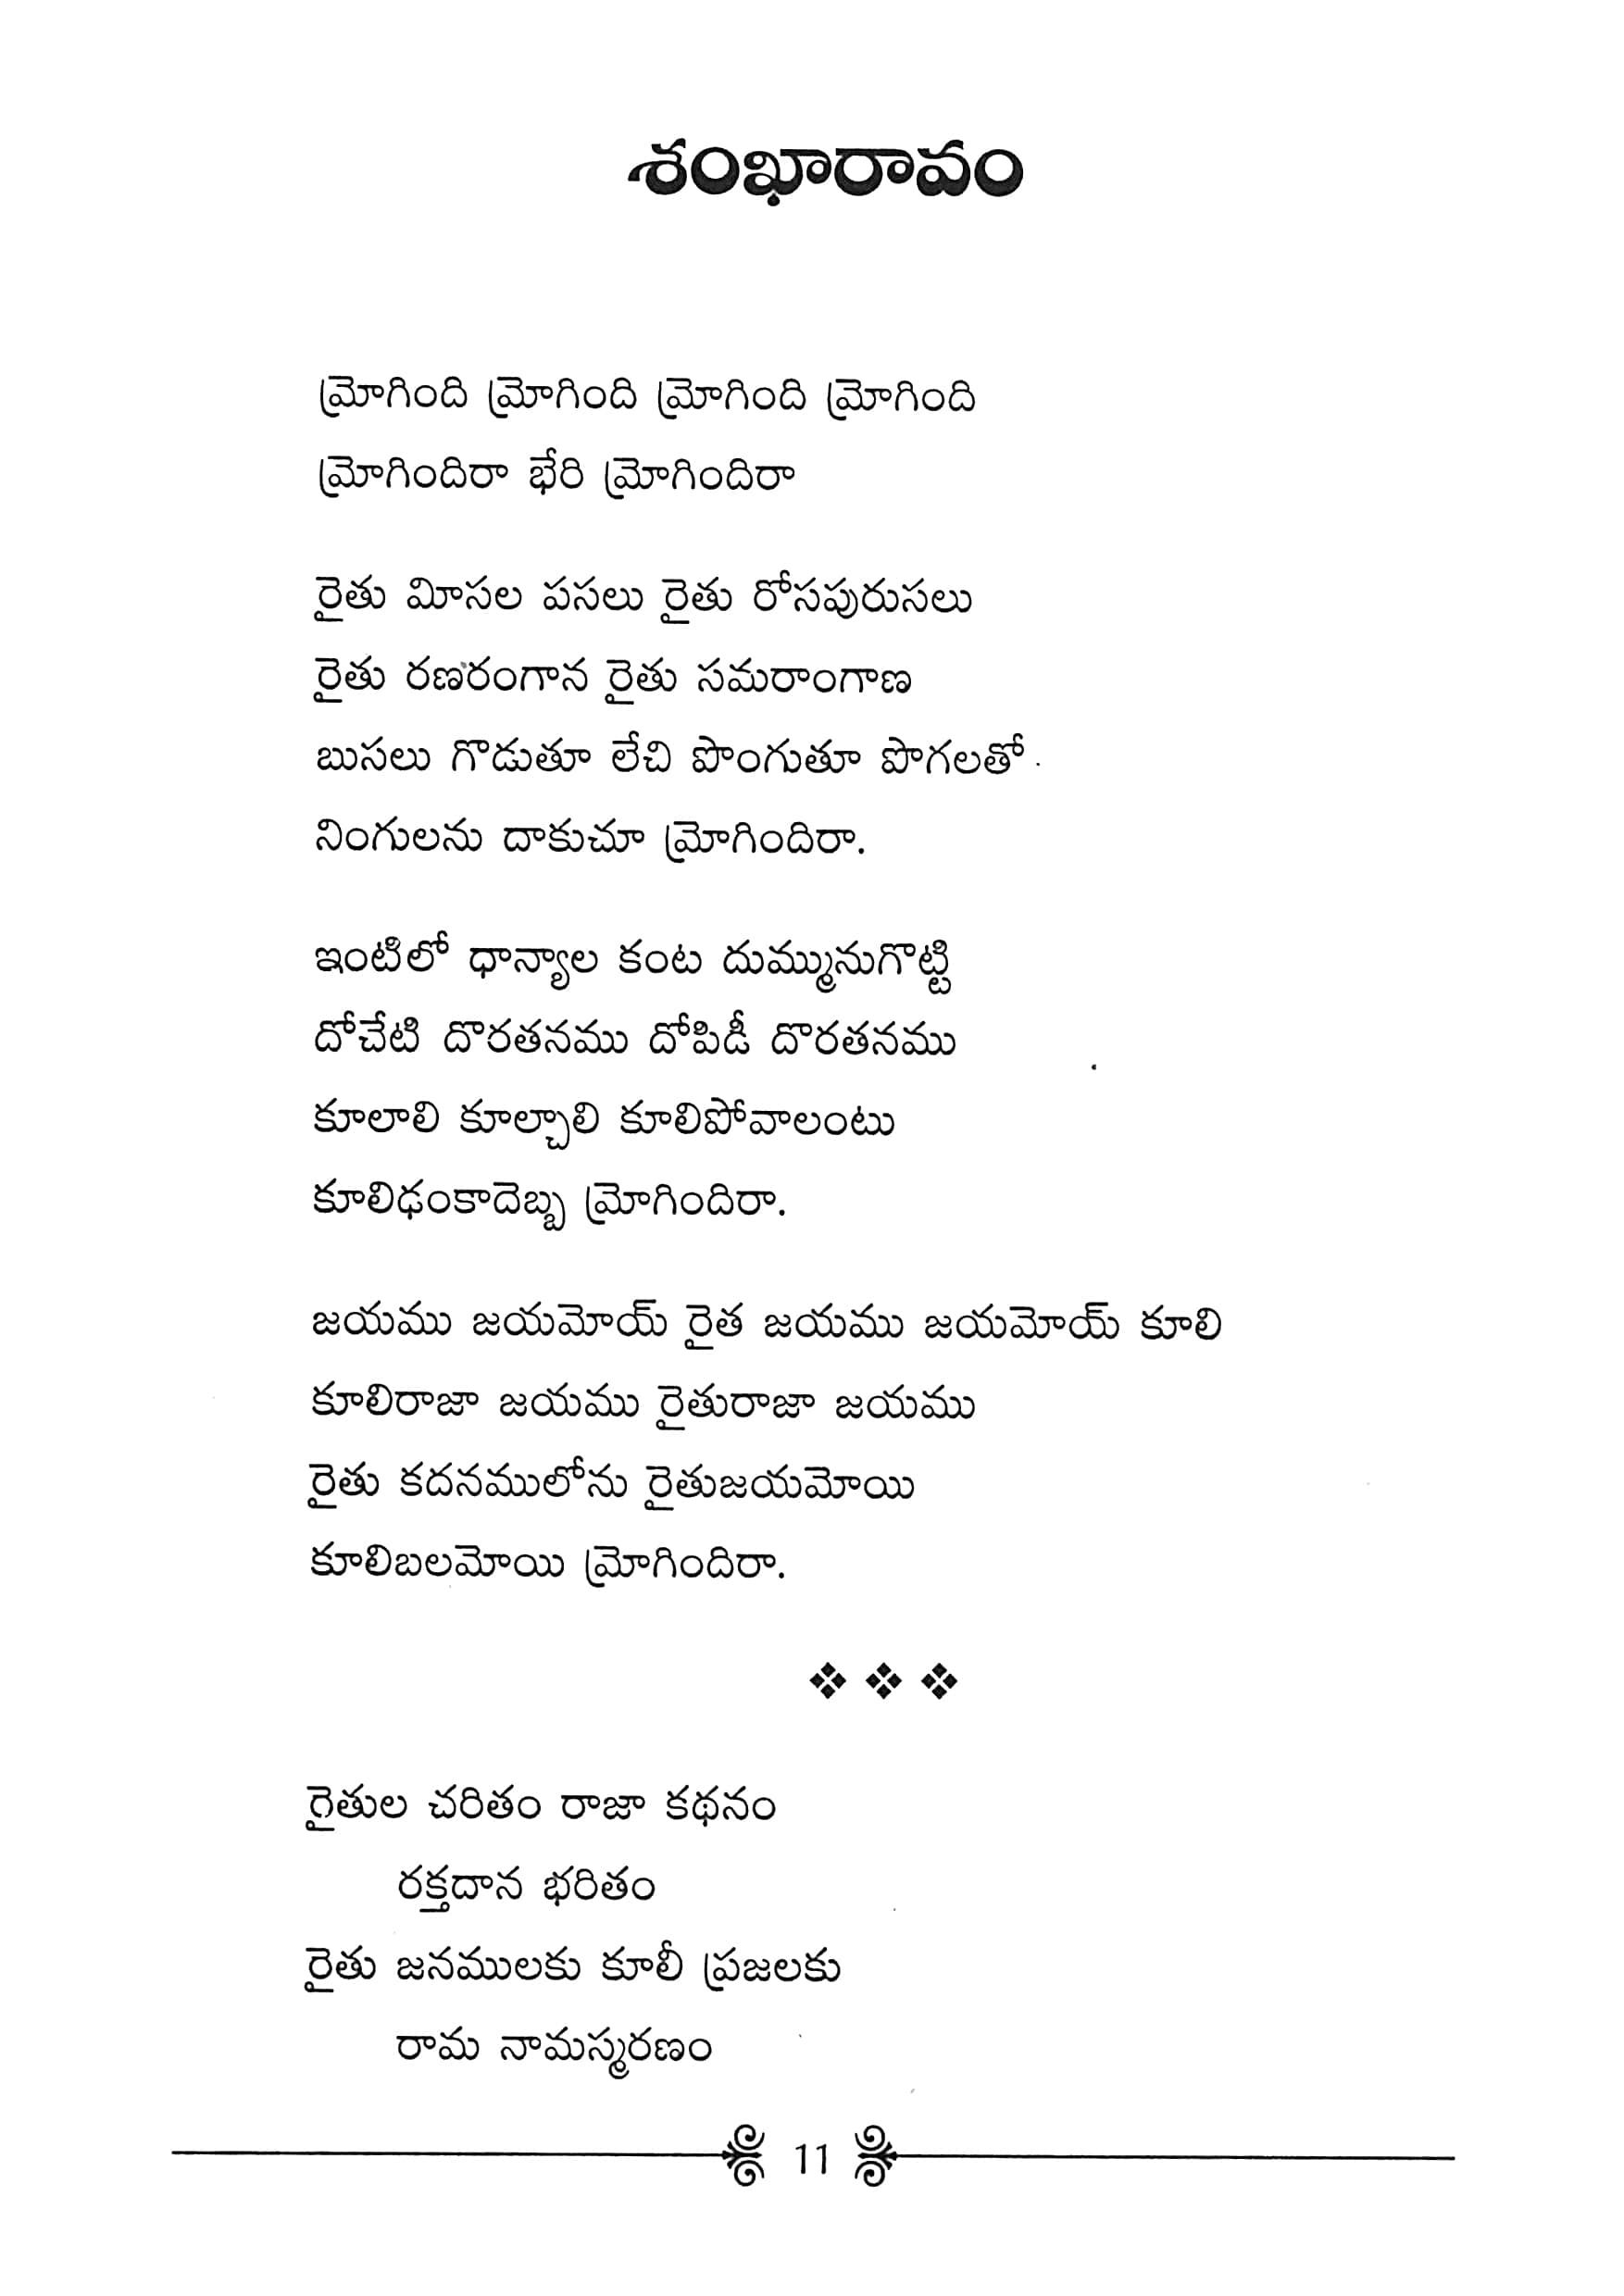 శంఖారావం
మ్రోగింది మ్రోగింది మ్రోగింది మ్రోగింది
మ్రోగిందిరా భేరి మ్రోగిందిరా
రైతు మీసల పసలు రైతు రోసపురుసలు
రైతు రణరంగాన రైతు సమరాంగాణ
బుసలు గొడుతూ లేచి పొంగుతూ పొగలతో
నింగులను దాకుచూ మ్రోగిందిరా.
ఇంటిలో ధాన్యాల కంట దుమ్మునుగొట్టి
దోచేటి దొరతనము దోపిడీ దొరతనము
కూలాలి కూల్చాలి కూలిపోవాలంటు
కూలిఢంకాదెబ్బ మ్రోగిందిరా.
జయము జయమోయ్ రైత జయము జయమోయ్ కూలి
కూలిరాజా జయము రైతురాజా జయము
రైతు కదనములోను రైతుజయమోయి
కూలిబలమోయి మ్రోగిందిరా.
రైతుల చరితం రాజా కథనం
రక్తదాన భరితం
రైతు జనములకు కూలీ ప్రజలకు
రామ నామస్మరణం
11